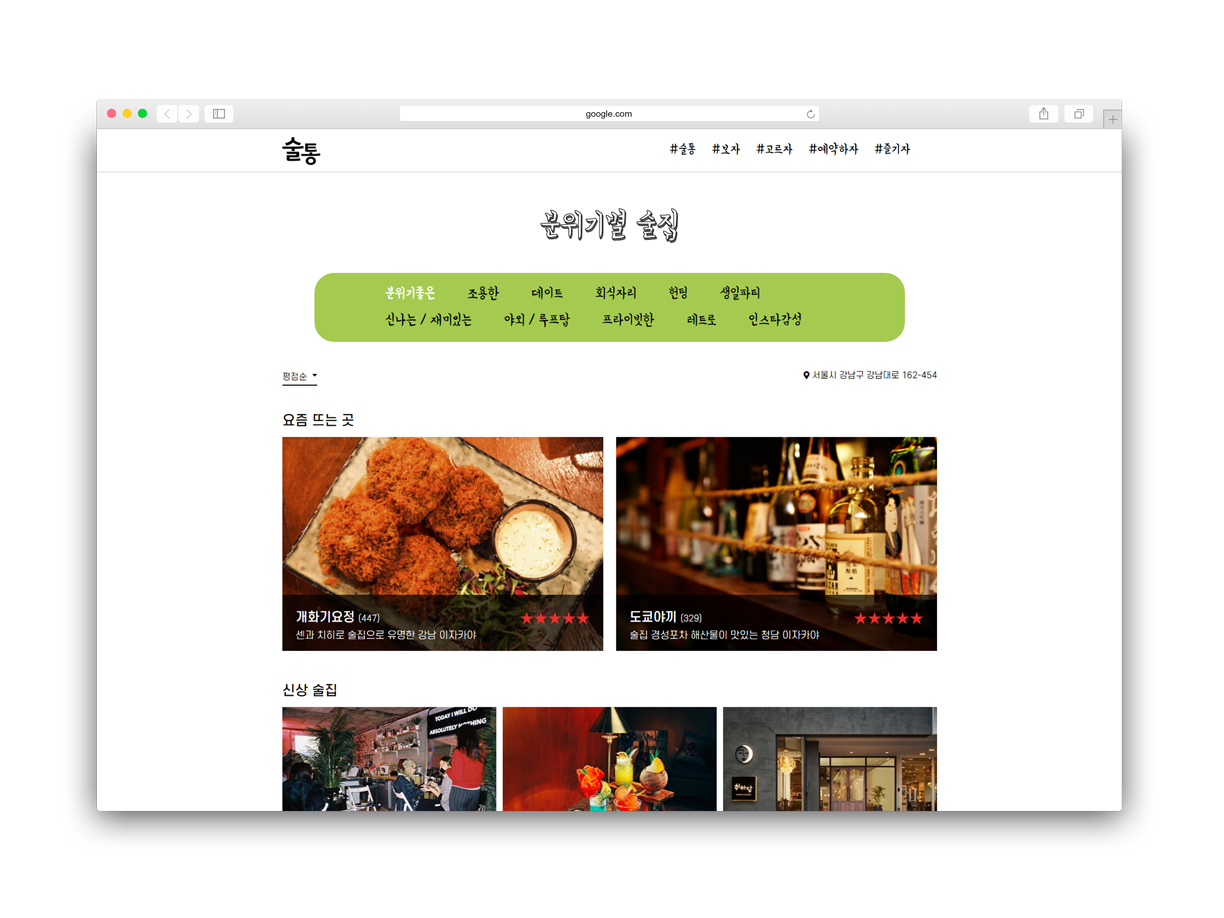 google.com
술통
#술통 #보자 #고르자 #예약하자 #즐기자
분위기별 술집
분위기좋은 조용한 데이트 회식자리 헌팅 생일파티
신나는 / 재미있는 야외 / 루프탑 프라이빗한 레트로 인스타감성
평점순
서울시 강남구 강남대로 162-454
요즘 뜨는 곳
개화기요정 (447)
센과 치히로 술집으로 유명한 강남 이자카야
도쿄야끼 (329)
술집 경성포차 해산물이 맛있는 청담 이자카야
신상 술집
TODAY I WILL DO
ABSOLUTELY NOTHING